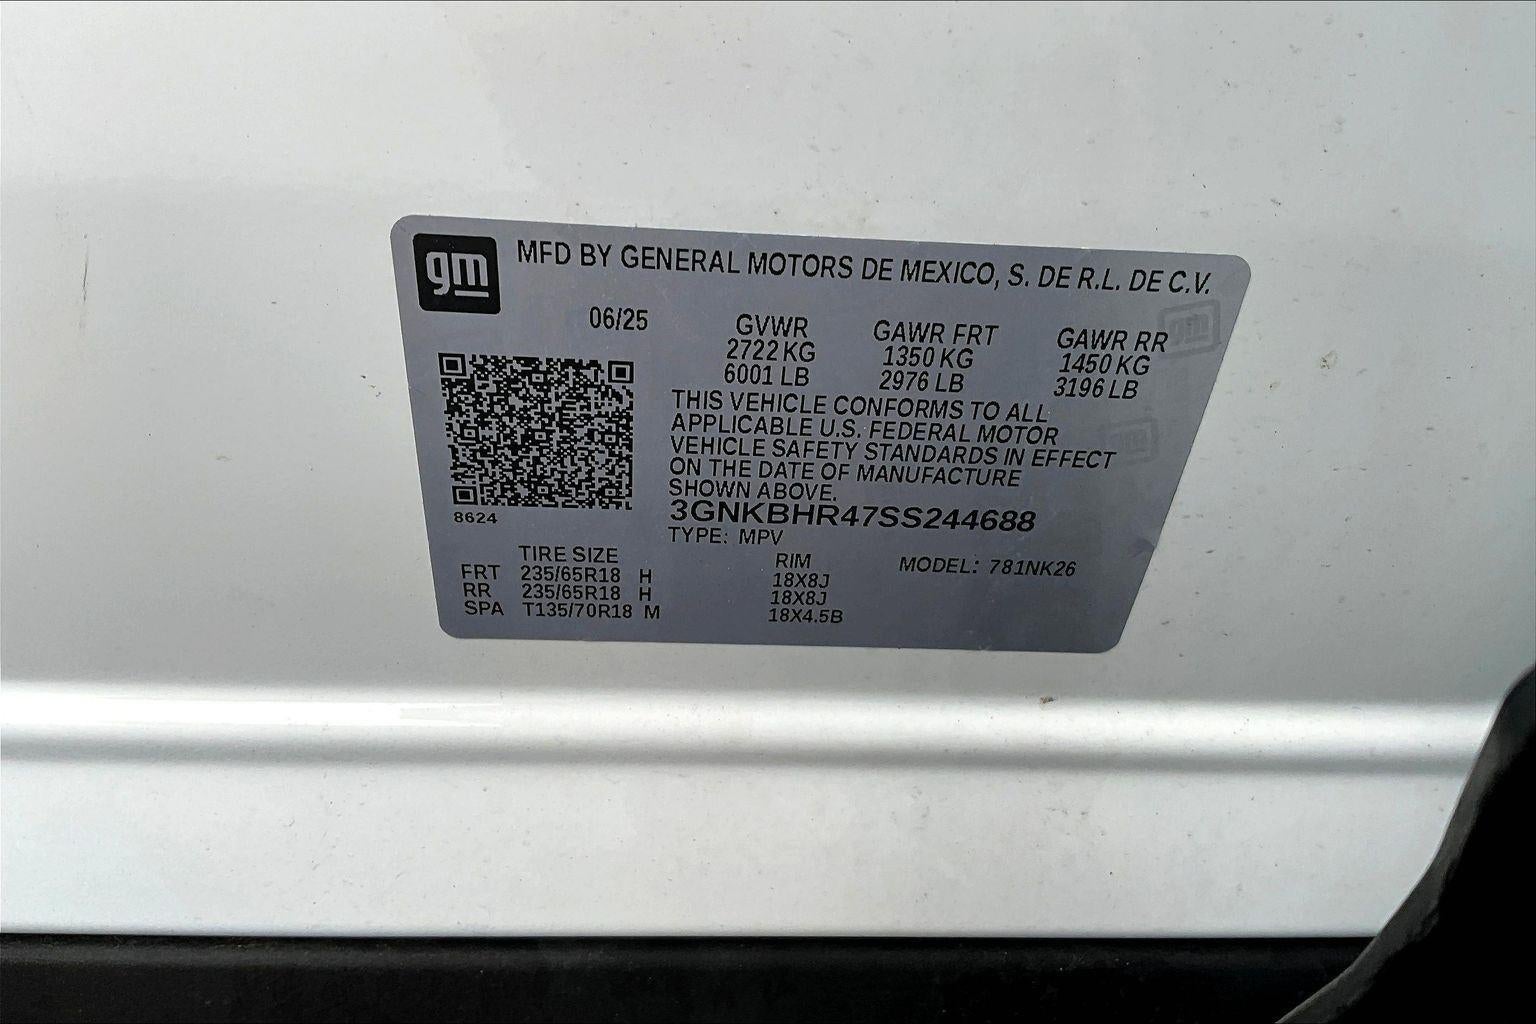 gm MFD BY GENERAL MOTORS DE MEXICO, S. DE R.L. DE C.V.
06/25 GVWR GAWR FRT GAWR RR
2722 KG 1350 KG 1450 KG
6001 LB 2976 LB 3196 LB
THIS VEHICLE CONFORMS TO ALL
APPLICABLE U.S. FEDERAL MOTOR
VEHICLE SAFETY STANDARDS IN EFFECT
ON THE DATE OF MANUFACTURE
SHOWN ABOVE.
8624 3GNKBHR47SS244688
TYPE: MPV
TIRE SIZE RIM MODEL: 781NK26
FRT 235/65R18 H 18X8J
RR 235/65R18 H 18X8J
SPA T135/70R18 M 18X4.5B
gm
gm